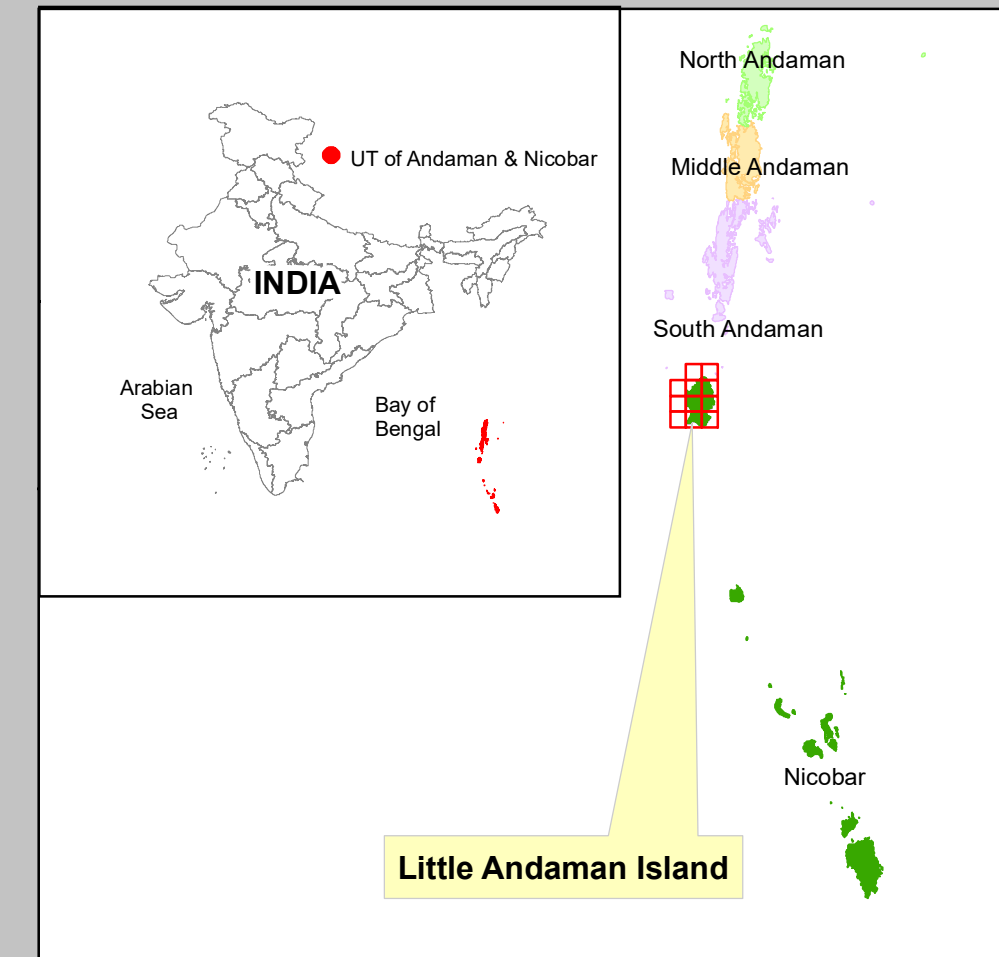 North Andaman
UT of Andaman & Nicobar
Middle Andaman
INDIA
South Andaman
Arabian
Sea
Bay of
Bengal
Nicobar
Little Andaman Island